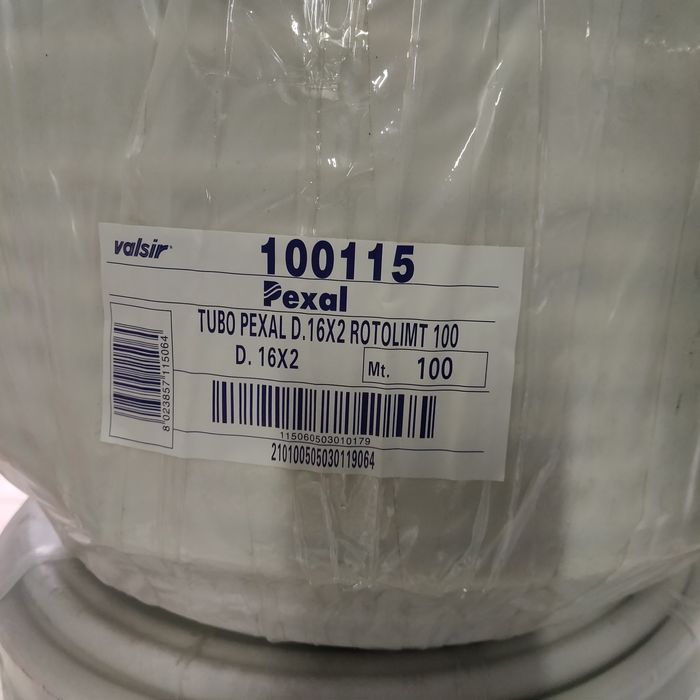 valsir
100115
Pexal
TUBO PEXAL D.16X2 ROTOLIMT 100
D. 16X2
Mt. 100
8 023857 115064
115060503010179
210100505030119064